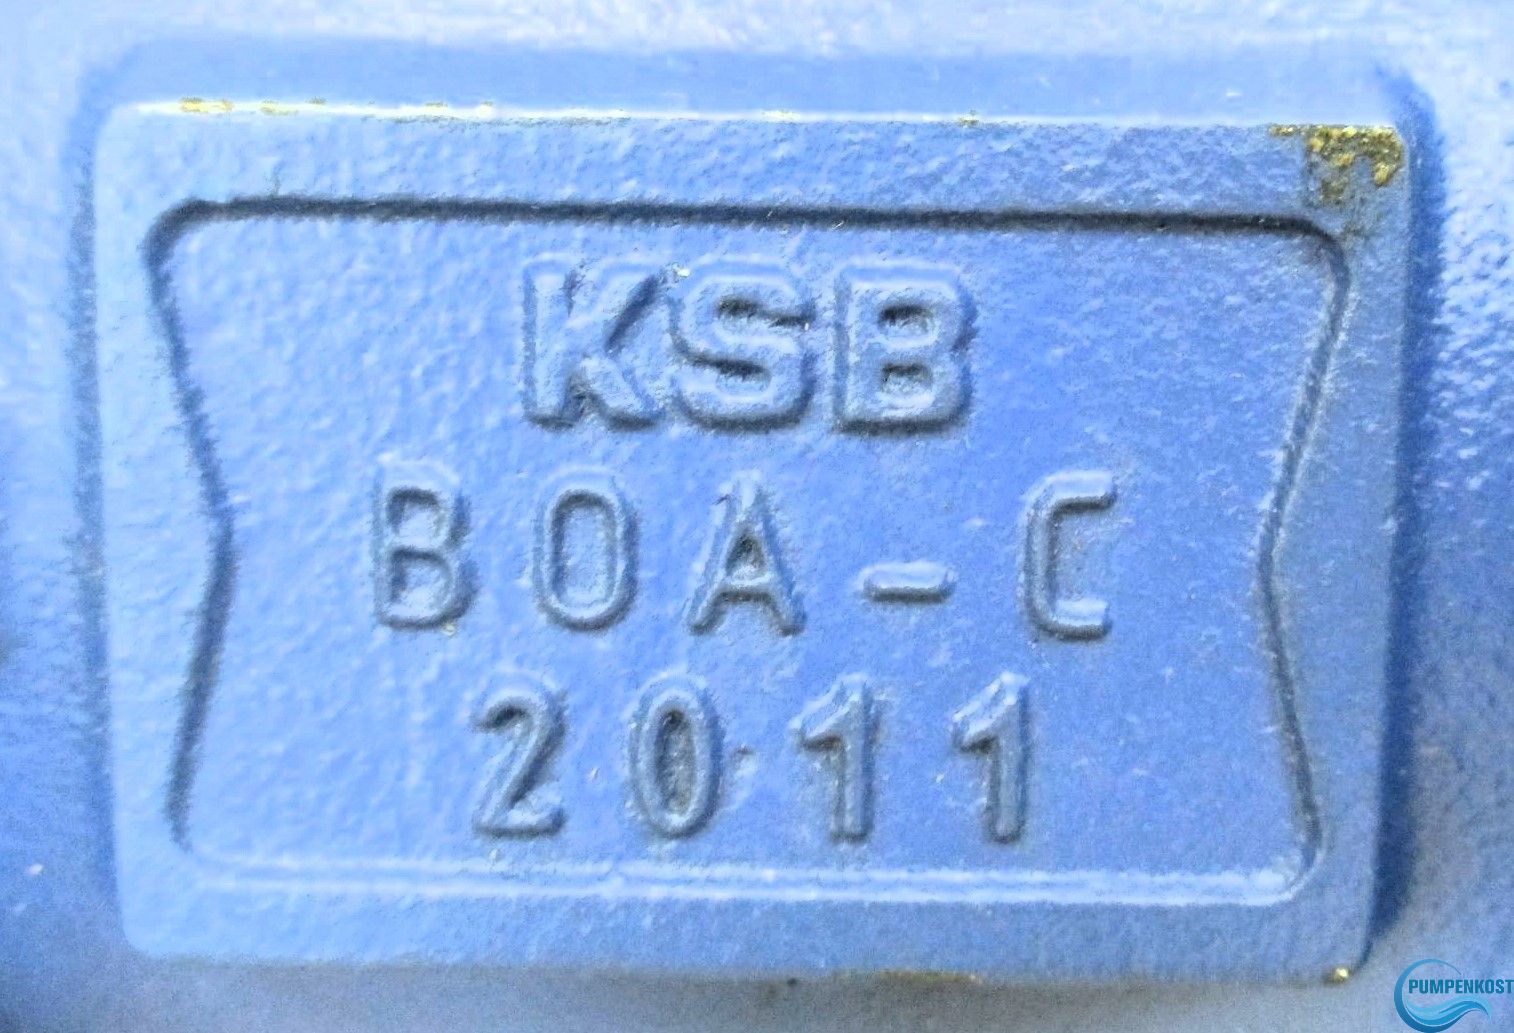 KSB
BOA-C
2011
PUMPENKOST